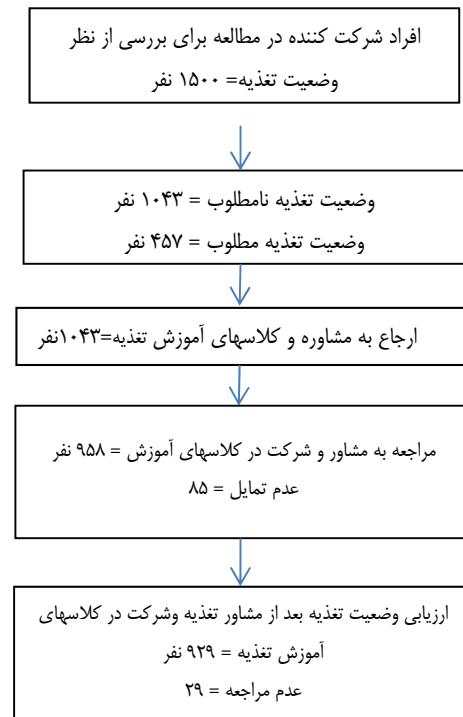 افراد شرکت کننده در مطالعه برای بررسی از نظر
وضعیت تغذیه= ۱۵۰۰ نفر
وضعیت تغذیه نامطلوب = ۱۰۴۳ نفر
وضعیت تغذیه مطلوب = ۴۵۷ نفر
ارجاع به مشاوره و کلاسهای آموزش تغذیه=۱۰۴۳نفر
مراجعه به مشاور و شرکت در کلاسهای آموزش = ۹۵۸ نفر
عدم تمایل = ۸۵
ارزیابی وضعیت تغذیه بعد از مشاور تغذیه وشرکت در کلاسهای
آموزش تغذیه = ۹۲۹ نفر
عدم مراجعه = ۲۹